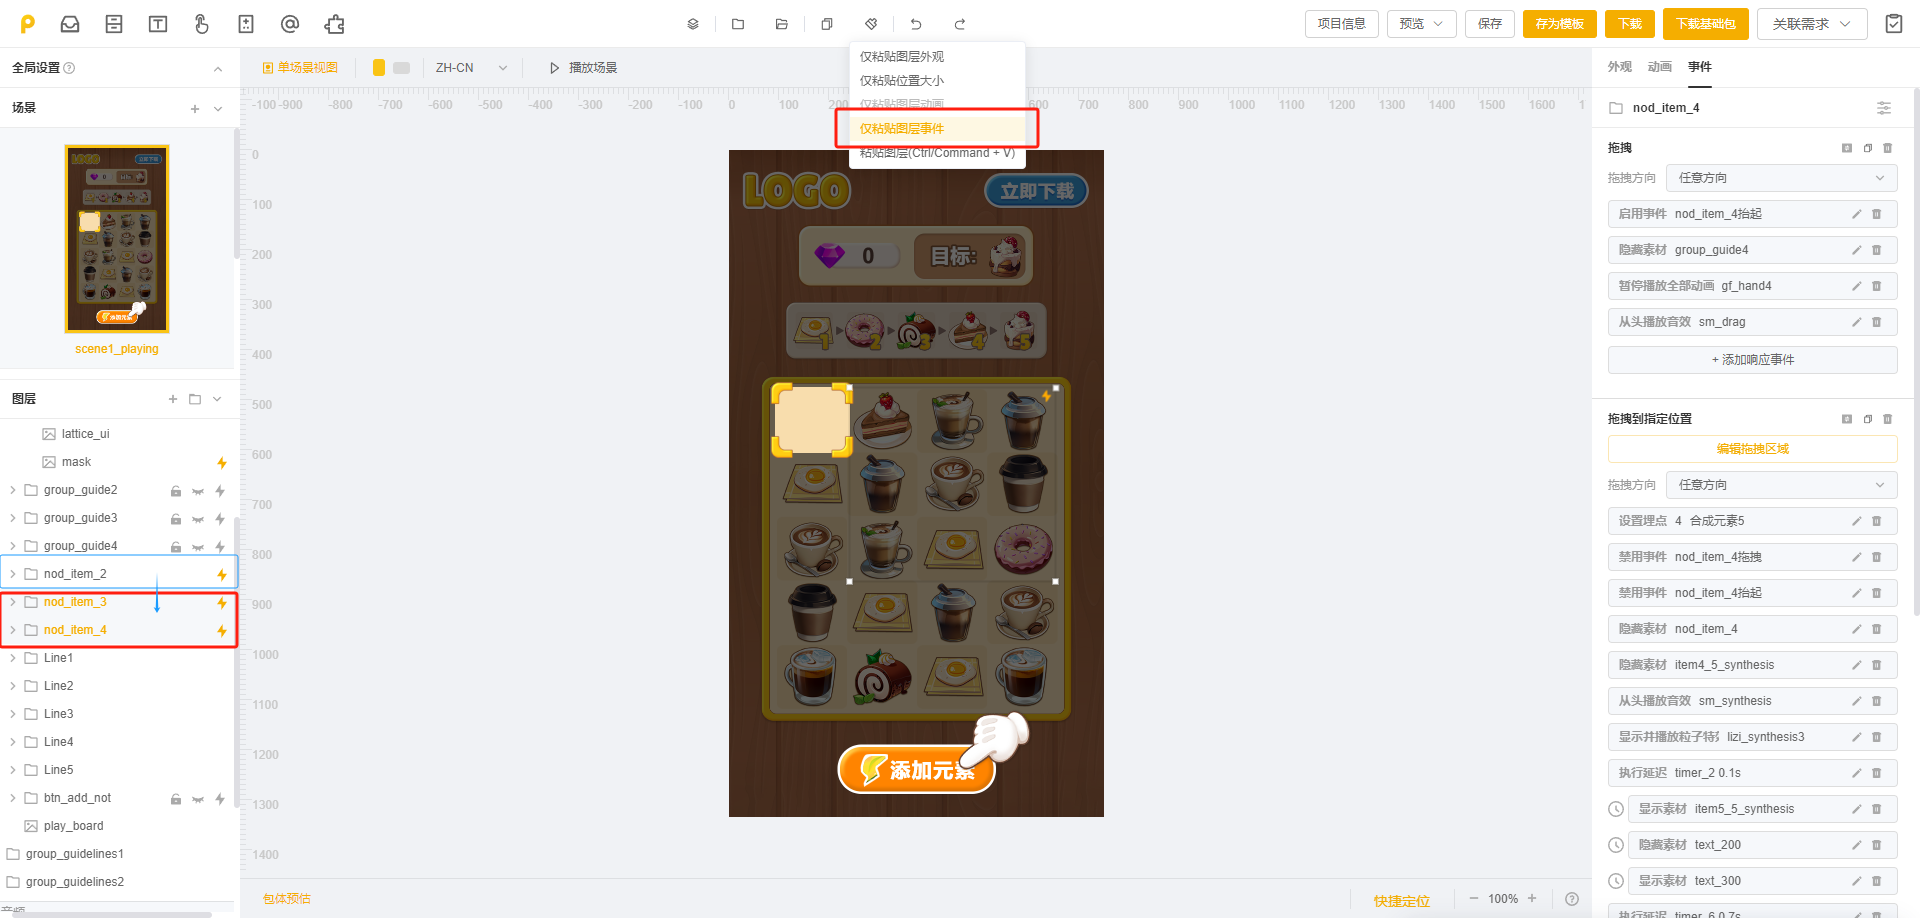 项目信息
预览
保存
存为模板
下载
下载基础包
关联需求
仅粘贴图层外观
仅粘贴位置大小
仅粘贴图层动画
仅粘贴图层事件
粘贴图层(Ctrl/Command + V)
全局设置
场景
scene1_playing
图层
lattice_ui
mask
group_guide2
group_guide3
group_guide4
nod_item_2
nod_item_3
nod_item_4
Line1
Line2
Line3
Line4
Line5
btn_add_not
play_board
group_guidelines1
group_guidelines2
单场景视图
ZH-CN
播放场景
-100 -900 -800 -700 -600 -500 -400 -300 -200 -100 0 100 200 600 700 800 900 1000 1100 1200 1300 1400 1500 1600 1
0
100
200
300
400
500
600
700
800
900
1000
1100
1200
1300
1400
LOGO
立即下载
0
目标:
1 2 3 4 5
添加元素
包体预估
快捷定位
100%
外观
动画
事件
nod_item_4
拖拽
拖拽方向 任意方向
启用事件 nod_item_4抬起
隐藏素材 group_guide4
暂停播放全部动画 gf_hand4
从头播放音效 sm_drag
+ 添加响应事件
拖拽到指定位置
编辑拖拽区域
拖拽方向 任意方向
设置埋点 4 合成元素5
禁用事件 nod_item_4拖拽
禁用事件 nod_item_4抬起
隐藏素材 nod_item_4
隐藏素材 item4_5_synthesis
从头播放音效 sm_synthesis
显示并播放粒子特效 lizi_synthesis3
执行延迟 timer_2 0.1s
显示素材 item5_5_synthesis
隐藏素材 text_200
显示素材 text_300
执行延迟 timer_6 0.7s